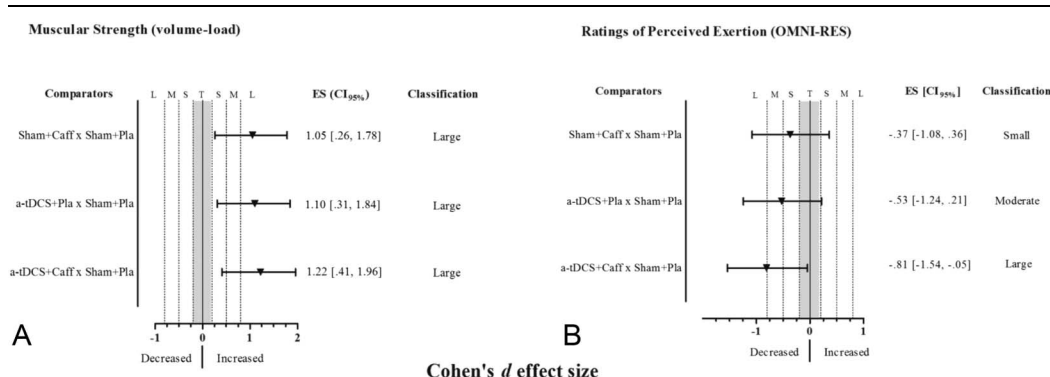 Muscular Strength (volume-load)
Comparators L M S T S M L ES (CI95%) Classification
Sham+Caff x Sham+Pla 1.05 [.26, 1.78] Large
a-tDCS+Pla x Sham+Pla 1.10 [.31, 1.84] Large
a-tDCS+Caff x Sham+Pla 1.22 [.41, 1.96] Large
-1 0 1 2
Decreased Increased
A
Ratings of Perceived Exertion (OMNI-RES)
Comparators L M S T S M L ES [CI95%] Classification
Sham+Caff x Sham+Pla -.37 [-1.08, .36] Small
a-tDCS+Pla x Sham+Pla -.53 [-1.24, .21] Moderate
a-tDCS+Caff x Sham+Pla -.81 [-1.54, -.05] Large
-1 0 1
Decreased Increased
B
Cohen's d effect size